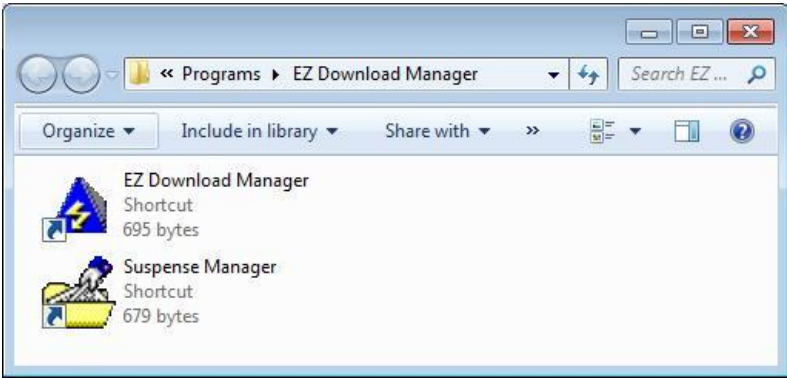 « Programs ▸ EZ Download Manager
Search EZ ...
Organize Include in library Share with »
EZ Download Manager
Shortcut
695 bytes
Suspense Manager
Shortcut
679 bytes